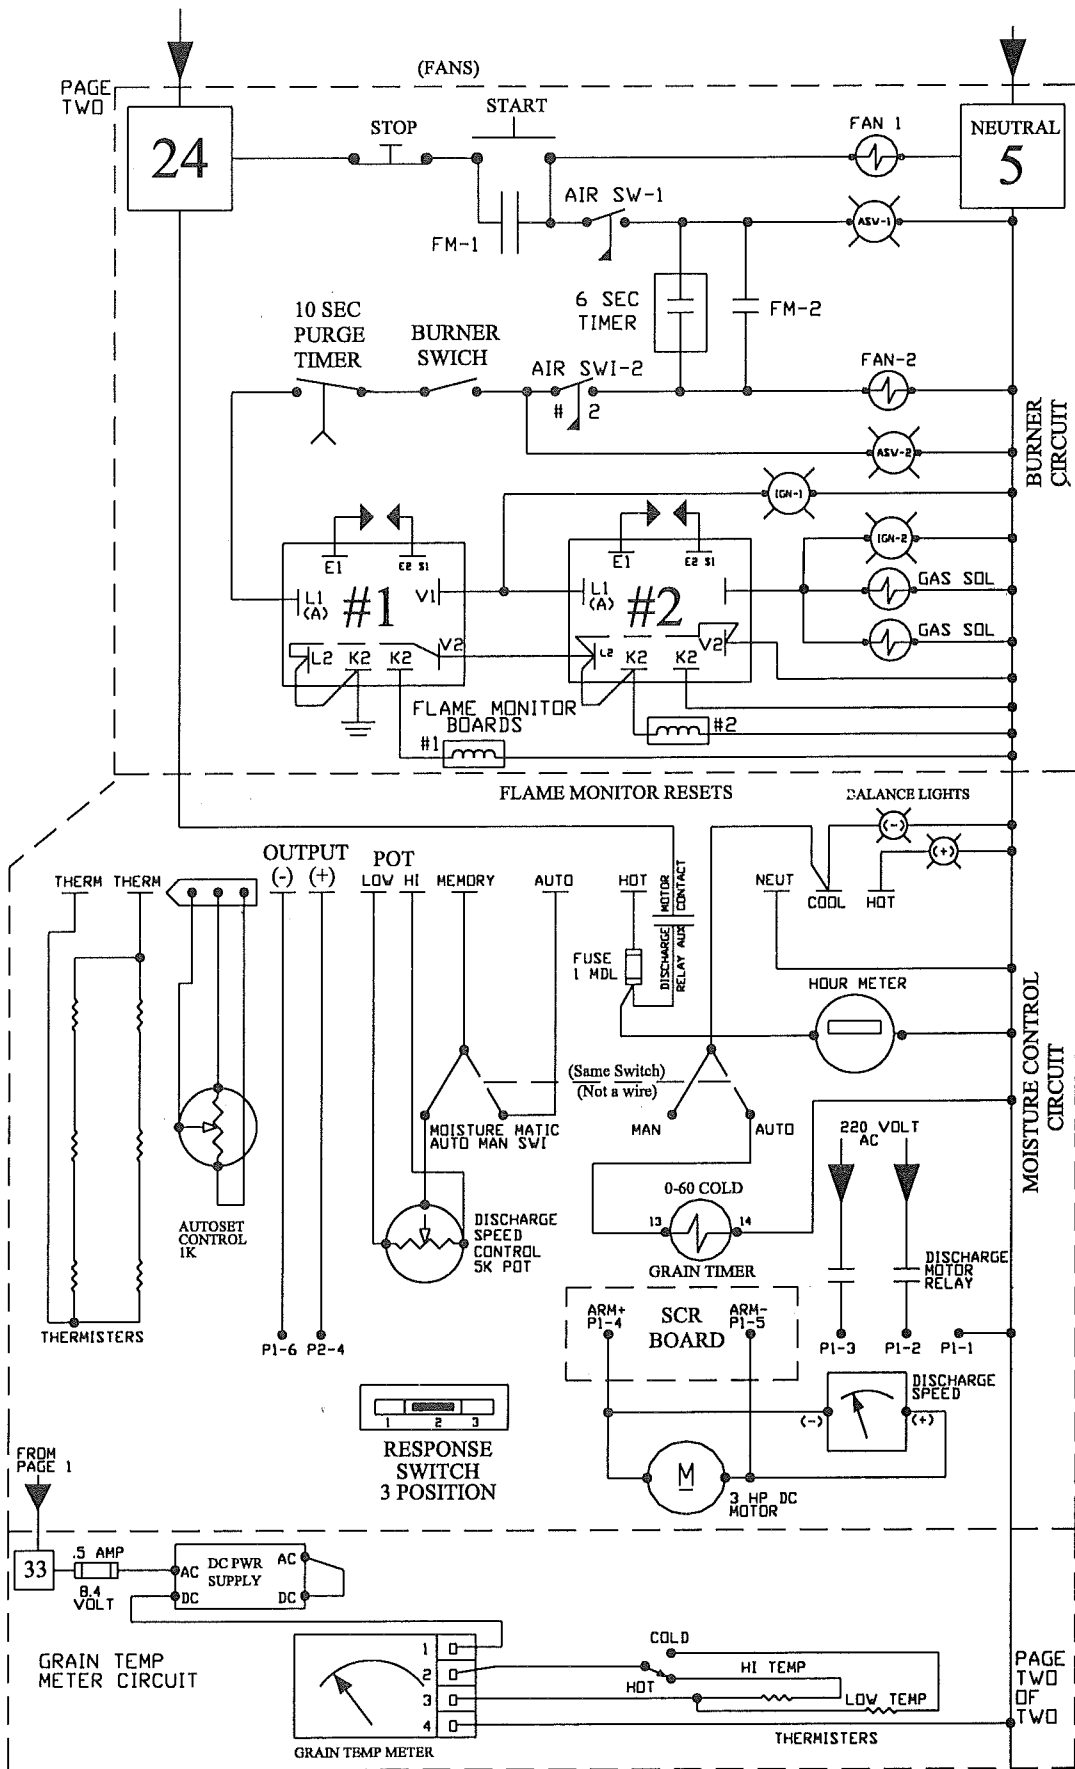 (FANS)
PAGE
TWO
24
STOP
START
FAN 1
NEUTRAL
5
FM-1
AIR SW-1
ASW-1
6 SEC
TIMER
FM-2
10 SEC
PURGE
TIMER
BURNER
SWICH
AIR SWI-2
# 2
FAN-2
ASW-2
BURNER
CIRCUIT
IGN-1
E1
E2 S1
L1
(A)
#1
V1
L2
K2
K2
V2
E1
E2 S1
L1
(A)
#2
L2
K2
K2
V2
IGN-2
GAS SOL
GAS SOL
FLAME MONITOR
BOARDS
#1
#2
FLAME MONITOR RESETS
BALANCE LIGHTS
(-)
(+)
THERM THERM
OUTPUT
(-) (+)
POT
LOW HI
MEMORY
AUTO
HOT
DISCHARGE MOTOR
RELAY AUX CONTACT
NEUT
COOL
HOT
FUSE
1 MDL
HOUR METER
MOISTURE CONTROL
CIRCUIT
(Same Switch)
(Not a wire)
MOISTURE MATIC
AUTO MAN SWI
MAN
AUTO
220 VOLT
AC
AUTOSET
CONTROL
1K
DISCHARGE
SPEED
CONTROL
5K POT
0-60 COLD
13
14
GRAIN TIMER
DISCHARGE
MOTOR
RELAY
THERMISTERS
P1-6 P2-4
ARM+
P1-4
SCR
BOARD
ARM-
P1-5
P1-3 P1-2 P1-1
1 2 3
RESPONSE
SWITCH
3 POSITION
DISCHARGE
SPEED
(-)
(+)
M
3 HP DC
MOTOR
FROM
PAGE 1
33
.5 AMP
8.4
VOLT
AC
DC
DC PWR
SUPPLY
AC
DC
GRAIN TEMP
METER CIRCUIT
1
2
3
4
GRAIN TEMP METER
COLD
HOT
HI TEMP
LOW TEMP
THERMISTERS
PAGE
TWO
OF
TWO